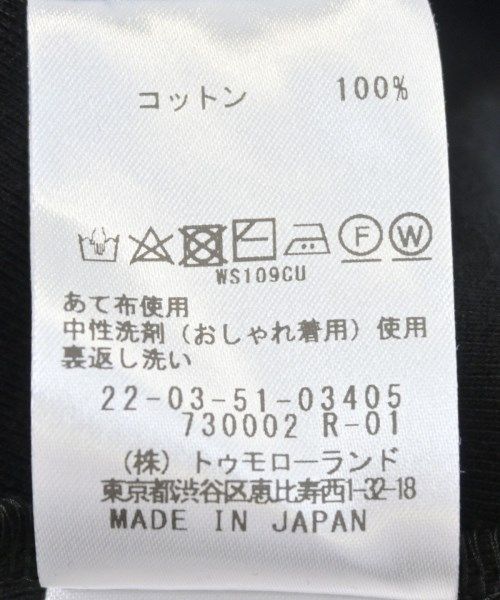 コットン 100%
F W
WS109CU
あて布使用
中性洗剤（おしゃれ着用）使用
裏返し洗い
22-03-51-03405
730002 R-01
（株）トゥモローランド
東京都渋谷区恵比寿西1-32-18
MADE IN JAPAN